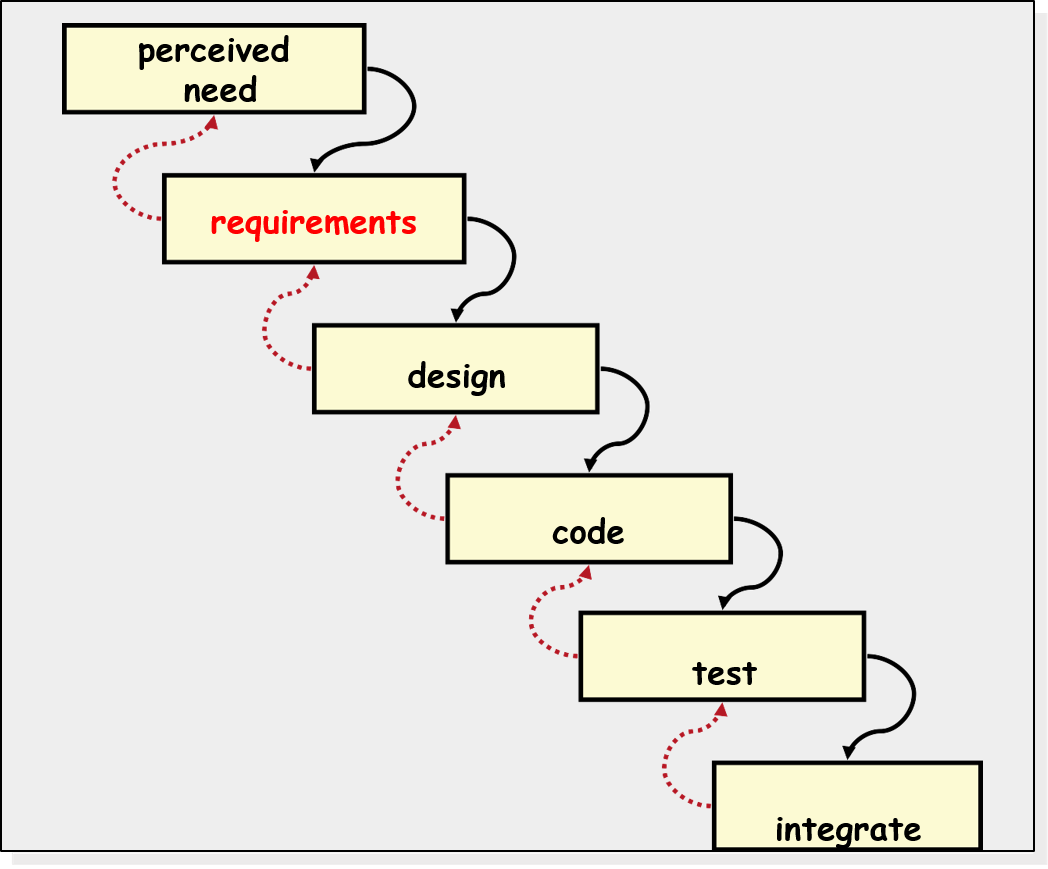 perceived
need
requirements
design
code
test
integrate